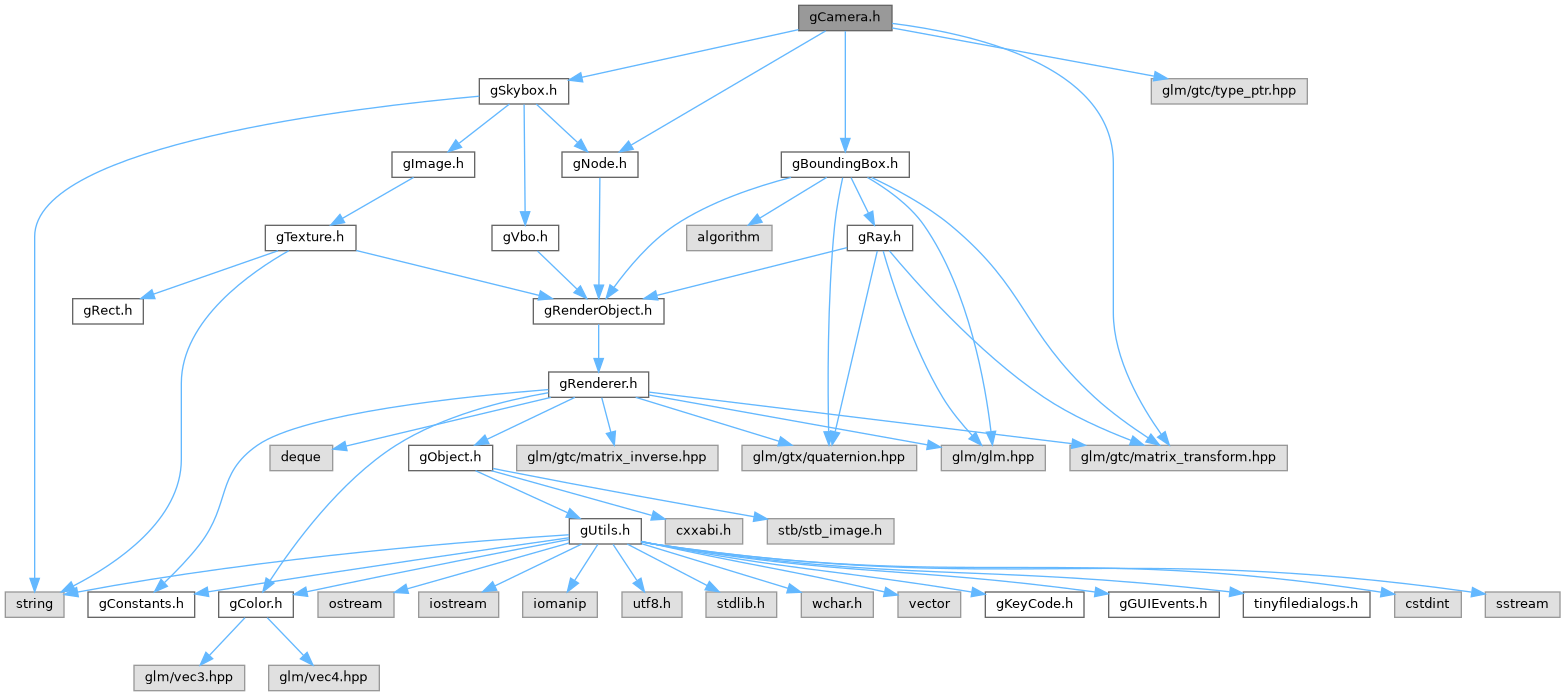 gCamera.h
gSkybox.h
glm/gtc/type_ptr.hpp
gImage.h
gNode.h
gBoundingBox.h
gTexture.h
gVbo.h
algorithm
gRay.h
gRect.h
gRenderObject.h
gRenderer.h
deque
gObject.h
glm/gtc/matrix_inverse.hpp
glm/gtx/quaternion.hpp
glm/glm.hpp
glm/gtc/matrix_transform.hpp
gUtils.h
cxxabi.h
stb/stb_image.h
string
gConstants.h
gColor.h
ostream
iostream
iomanip
utf8.h
stdlib.h
wchar.h
vector
gKeyCode.h
gGUIEvents.h
tinyfiledialogs.h
cstdint
sstream
glm/vec3.hpp
glm/vec4.hpp